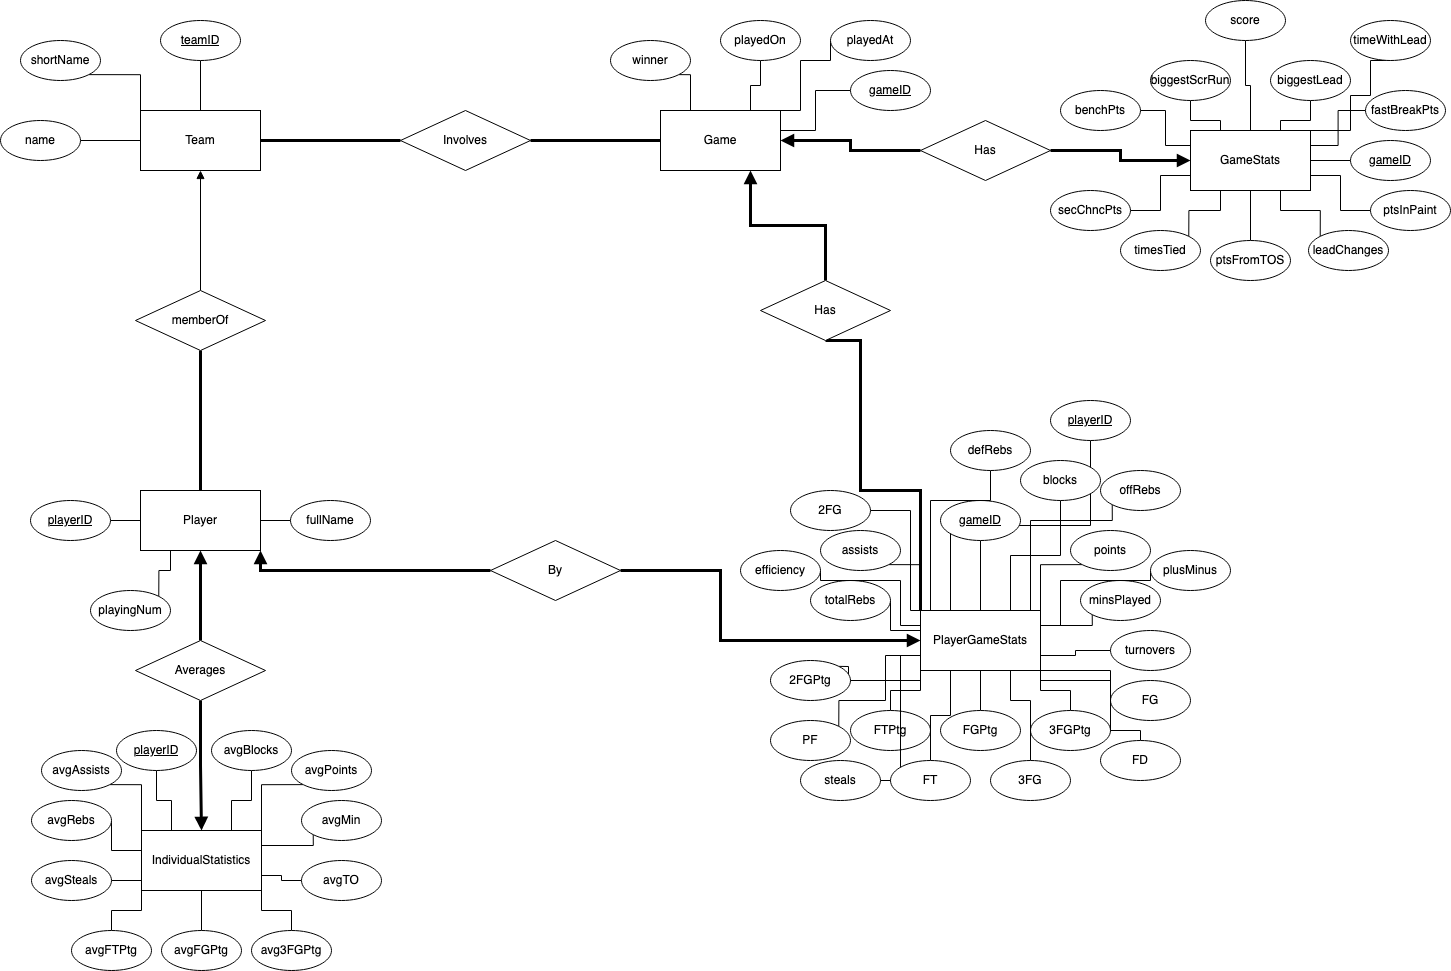 score
teamID
playedOn
playedAt
timeWithLead
shortName
winner
biggestScrRun
biggestLead
gameID
benchPts
fastBreakPts
name
Team
Involves
Game
Has
GameStats
gameID
secChncPts
ptsInPaint
timesTied
ptsFromTOS
leadChanges
memberOf
Has
playerID
defRebs
blocks
offRebs
2FG
gameID
playerID
Player
fullName
assists
points
efficiency
plusMinus
By
totalRebs
minsPlayed
playingNum
PlayerGameStats
turnovers
Averages
2FGPtg
FG
PF
FTPtg
FGPtg
3FGPtg
FD
steals
FT
3FG
playerID
avgBlocks
avgAssists
avgPoints
avgRebs
avgMin
IndividualStatistics
avgSteals
avgTO
avgFTPtg
avgFGPtg
avg3FGPtg